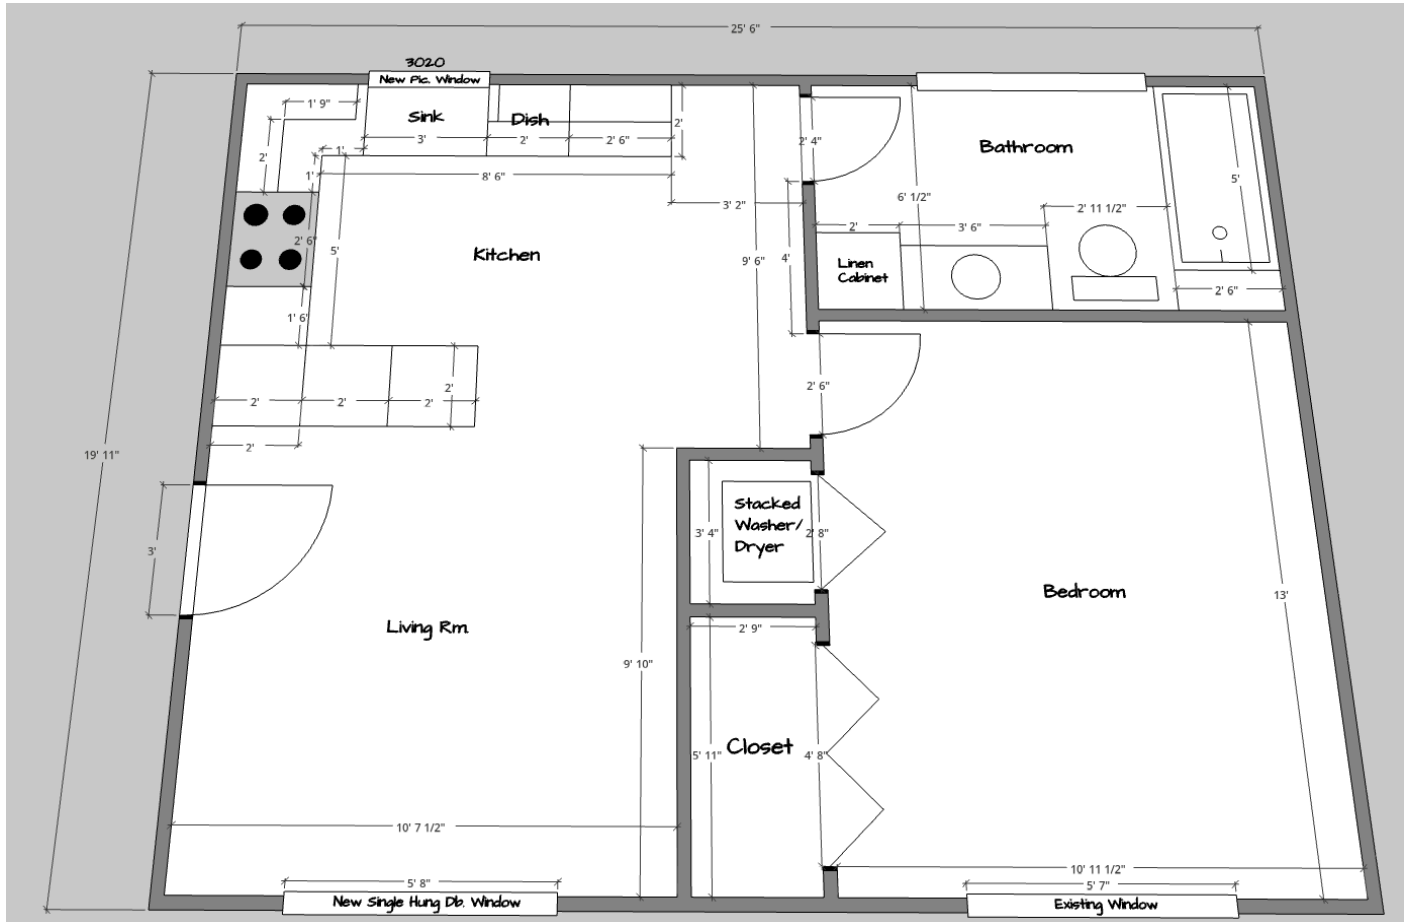 25' 6"
3020
New Pic. Window
1' 9"
Sink
Dish
3'
2'
2' 6"
2'
2' 4"
Bathroom
2'
1'
1'
8' 6"
3' 2"
5'
6' 1/2"
2' 11 1/2"
2'
3' 6"
2' 6"
5'
Kitchen
9' 6"
4'
Linen
Cabinet
2' 6"
1' 6"
2'
2' 6"
2'
2'
2'
2'
19' 11"
Stacked
Washer/
Dryer
3' 4"
2' 8"
3'
Bedroom
13'
Living Rm.
2' 9"
9' 10"
Closet
5' 11"
4' 8"
10' 7 1/2"
10' 11 1/2"
5' 8"
5' 7"
New Single Hung Db. Window
Existing Window